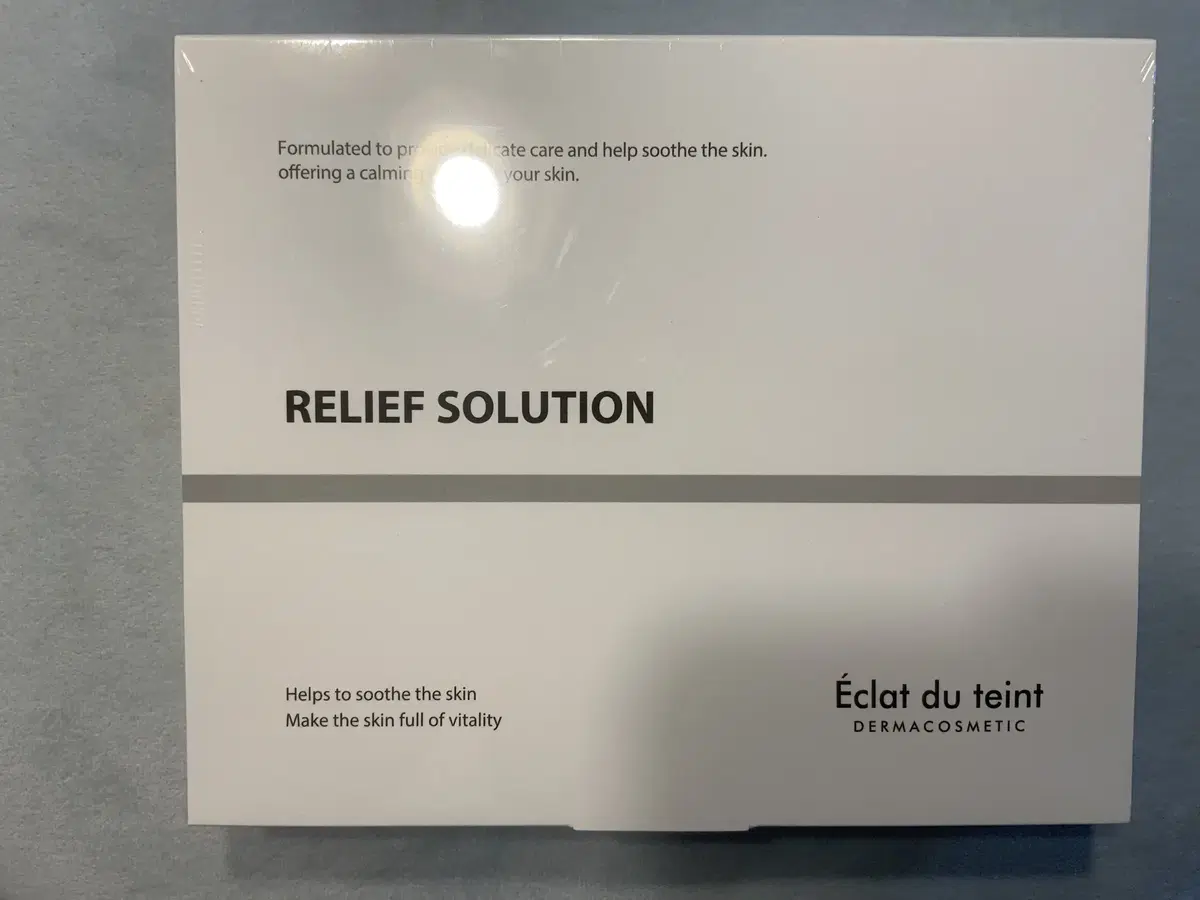 Formulated to delicate care and help soothe the skin.
offering a calming your skin.
RELIEF SOLUTION
Helps to soothe the skin
Make the skin full of vitality
Éclat du teint
DERMACOSMETIC